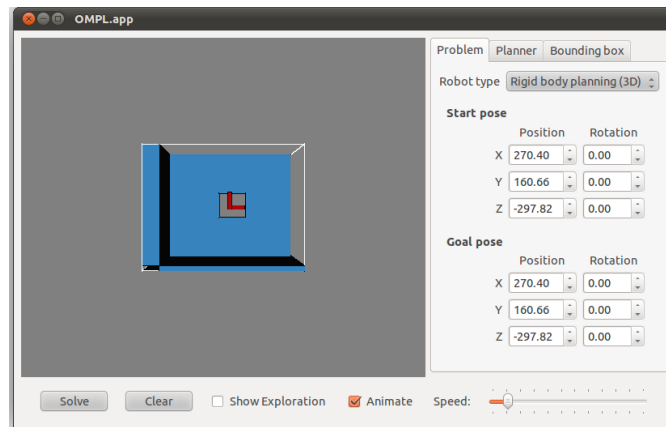 OMPL.app
Problem Planner Bounding box
Robot type Rigid body planning (3D)
Start pose
Position Rotation
X 270.40 0.00
Y 160.66 0.00
Z -297.82 0.00
Goal pose
Position Rotation
X 270.40 0.00
Y 160.66 0.00
Z -297.82 0.00
Solve Clear Show Exploration Animate Speed: